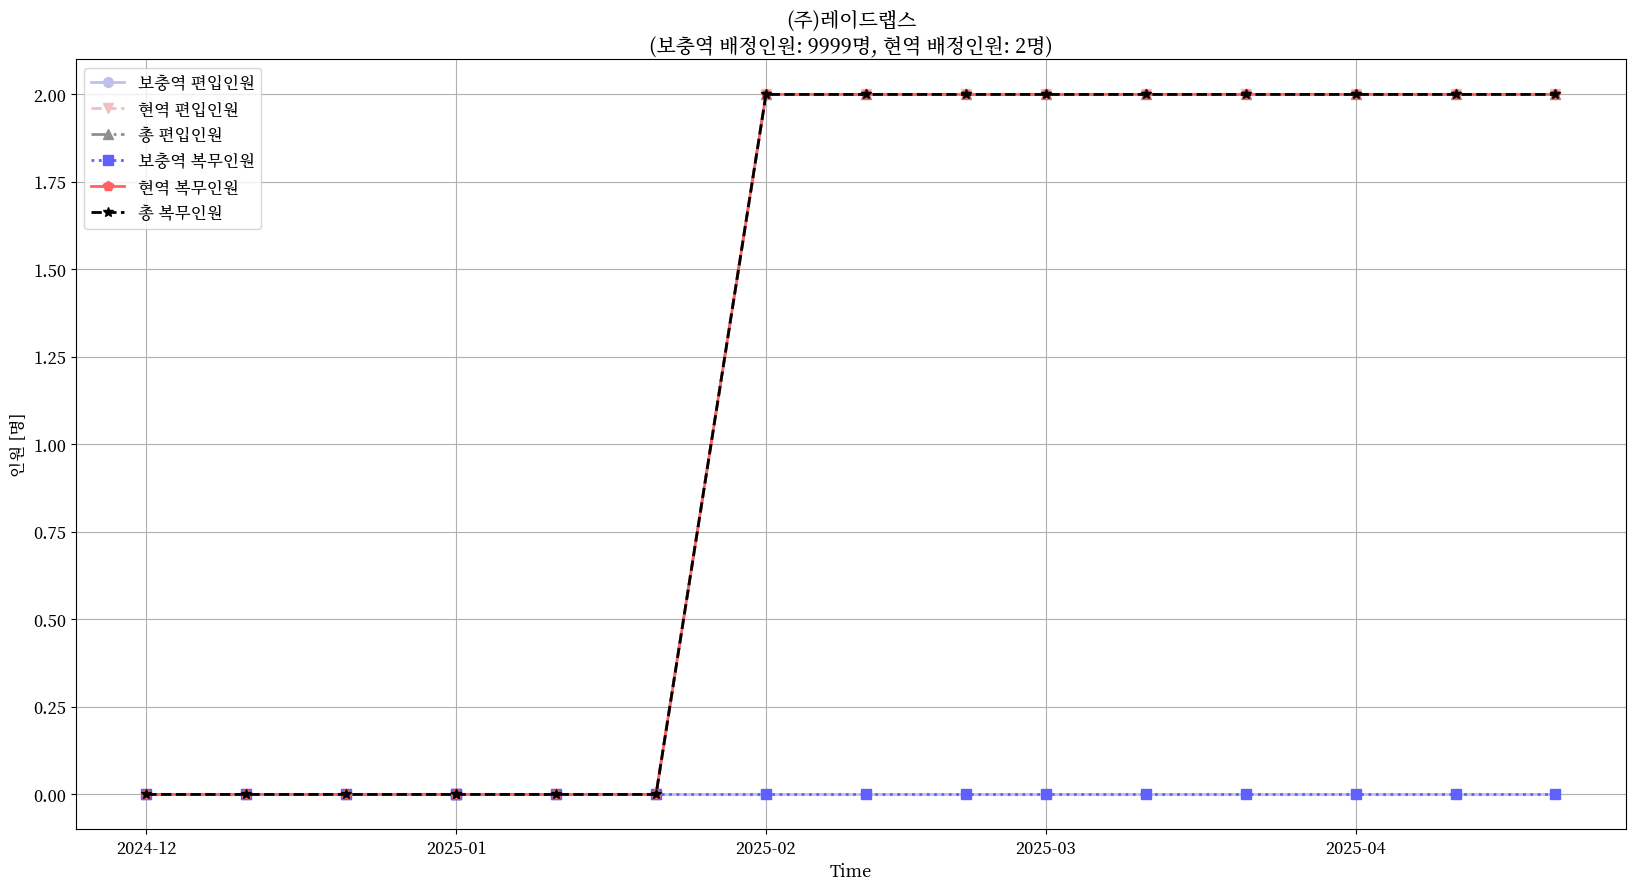 (주)레이드랩스
(보충역 배정인원: 9999명, 현역 배정인원: 2명)
보충역 편입인원
현역 편입인원
총 편입인원
보충역 복무인원
현역 복무인원
총 복무인원
2.00
1.75
1.50
1.25
1.00
0.75
0.50
0.25
0.00
인원 [명]
2024-12 2025-01 2025-02 2025-03 2025-04
Time